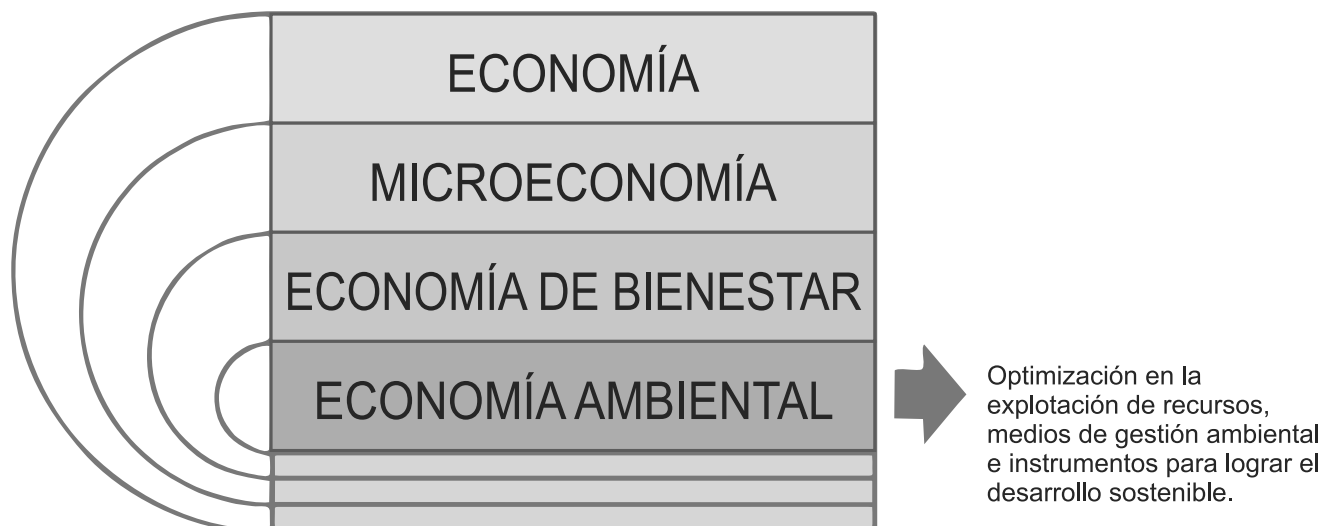 ECONOMÍA
MICROECONOMÍA
ECONOMÍA DE BIENESTAR
ECONOMÍA AMBIENTAL
Optimización en la
explotación de recursos,
medios de gestión ambiental
e instrumentos para lograr el
desarrollo sostenible.